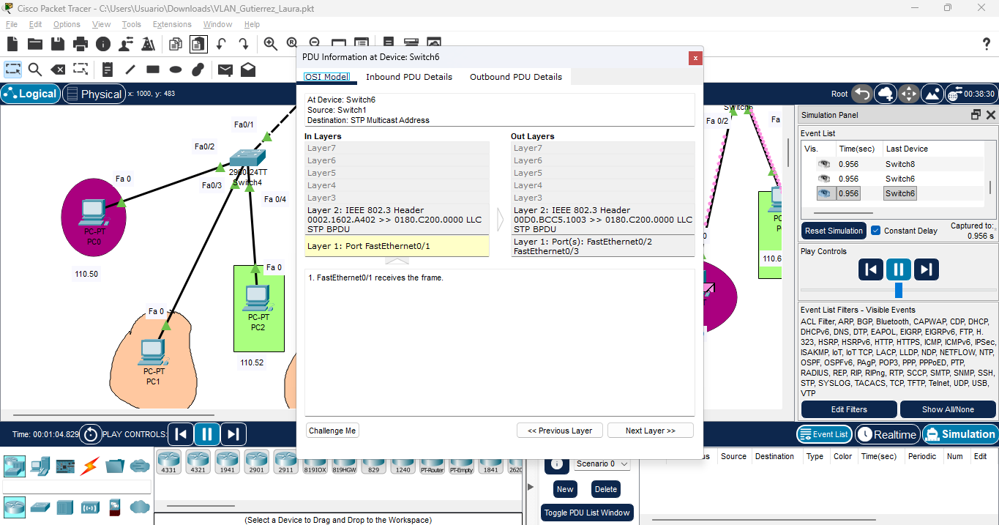 Cisco Packet Tracer - C:\Users\Usuario\Downloads\VLAN_Gutierrez_Laura.pkt
File Edit Options View Tools Extensions Window Help
Logical Physical x: 1000, y: 483
Root 00:38:30
PDU Information at Device: Switch6
x
OSI Model Inbound PDU Details Outbound PDU Details
At Device: Switch6
Source: Switch1
Destination: STP Multicast Address
In Layers
Layer7
Layer6
Layer5
Layer4
Layer3
Layer 2: IEEE 802.3 Header
0002.1602.A402 >> 0180.C200.0000 LLC
STP BPDU
Layer 1: Port FastEthernet0/1
Out Layers
Layer7
Layer6
Layer5
Layer4
Layer3
Layer 2: IEEE 802.3 Header
00D0.BCC5.1003 >> 0180.C200.0000 LLC
STP BPDU
Layer 1: Port(s): FastEthernet0/2
FastEthernet0/3
1. FastEthernet0/1 receives the frame.
Challenge Me
<< Previous Layer
Next Layer >>
Fa0/1
Fa0/2
Fa 0
Fa0/3
Switch4
Fa 0/4
PC-PT
PC0
110.50
Fa 0
PC-PT
PC2
110.52
Fa 0
PC-PT
PC1
Fa 0/2
Fa
110.6
Simulation Panel
Event List
Vis. Time(sec) Last Device
0.956 Switch8
0.956 Switch6
0.956 Switch6
Reset Simulation
Constant Delay
Captured to:
0.956 s
Play Controls
Event List Filters - Visible Events
ACL Filter, ARP, BGP, Bluetooth, CAPWAP, CDP, DHCP,
DHCPv6, DNS, DTP, EAPOL, EIGRP, EIGRPv6, FTP, H.
323, HSRP, HSRPv6, HTTP, HTTPS, ICMP, ICMPv6, IPSec,
ISAKMP, IoT, IoT TCP, LACP, LLDP, NDP, NETFLOW, NTP,
OSPF, OSPFv6, PAgP, POP3, PPP, PPPoED, PTP,
RADIUS, REP, RIP, RIPng, RTP, SCCP, SMTP, SNMP, SSH,
STP, SYSLOG, TACACS, TCP, TFTP, Telnet, UDP, USB,
VTP
Edit Filters
Show All/None
Time: 00:01:04.829
PLAY CONTROLS:
Event List
Realtime
Simulation
4331 4321 1941 2901 2911 819IOX 819HGW 829 1240 PT-Router PT-Empty 1841 2620
(Select a Device to Drag and Drop to the Workspace)
Scenario 0
New
Delete
Toggle PDU List Window
Source Destination Type Color Time(sec) Periodic Num Edit